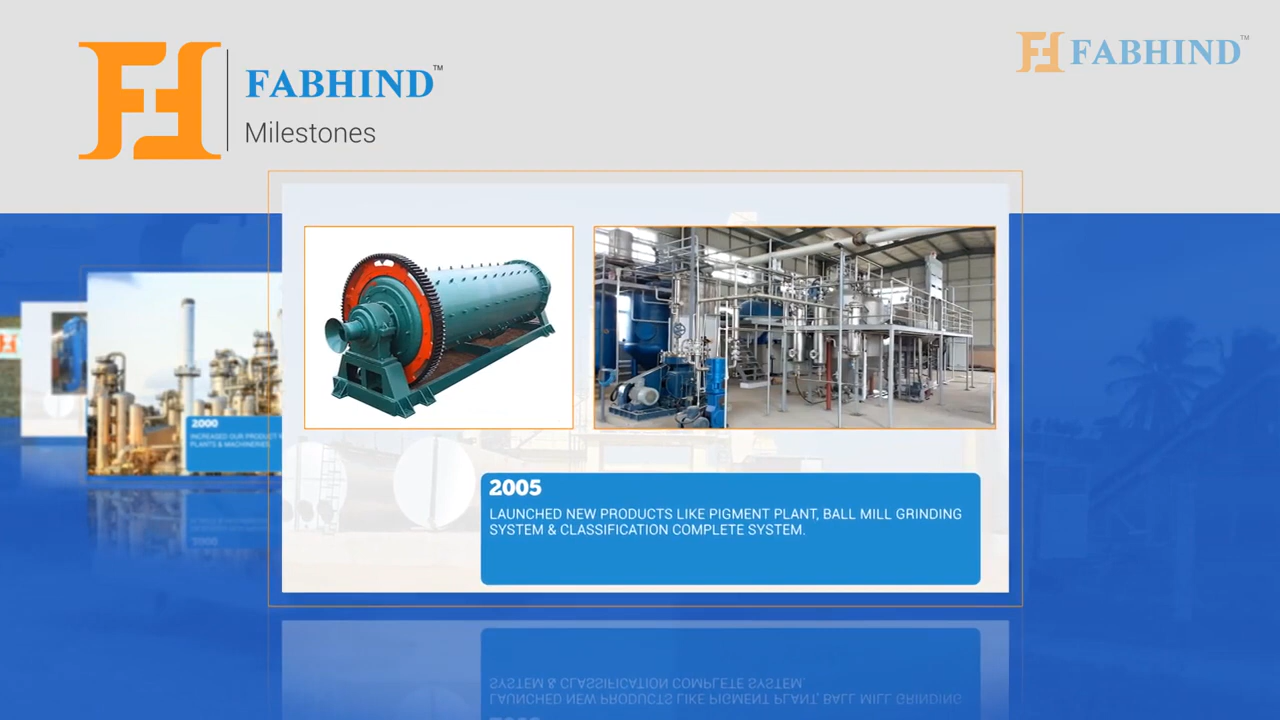 FABHIND™
Milestones
FABHIND™
2000
INCREASED OUR PRODUCT
PLANTS & MACHINERIES
2005
LAUNCHED NEW PRODUCTS LIKE PIGMENT PLANT, BALL MILL GRINDING
SYSTEM & CLASSIFICATION COMPLETE SYSTEM.